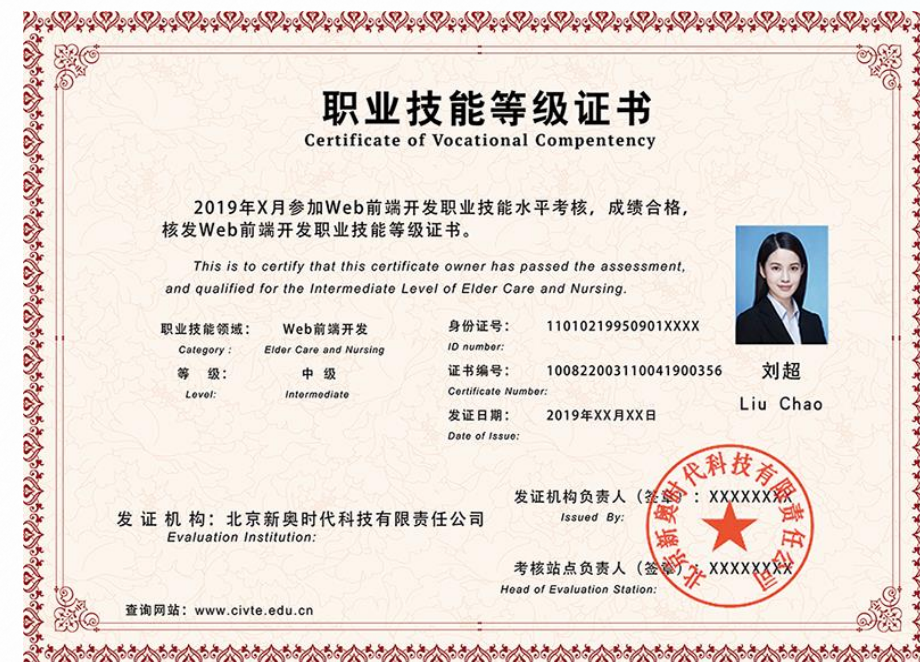 职业技能等级证书
Certificate of Vocational Compentency
2019年X月参加Web前端开发职业技能水平考核，成绩合格，
核发Web前端开发职业技能等级证书。
This is to certify that this certificate owner has passed the assessment,
and qualified for the Intermediate Level of Elder Care and Nursing.
职业技能领域： Web前端开发
Category : Elder Care and Nursing
等 级： 中 级
Level: Intermediate
身份证号： 11010219950901XXXX
ID number:
证书编号： 100822003110041900356
Certificate Number:
发证日期： 2019年XX月XX日
Date of Issue:
刘超
Liu Chao
发证机构：北京新奥时代科技有限责任公司
Evaluation Institution:
发证机构负责人（签章）：XXXXXXXX
Issued By:
考核站点负责人（签章）：XXXXXXXX
Head of Evaluation Station:
北京新奥时代科技有限责任公司
查询网站：www.civte.edu.cn